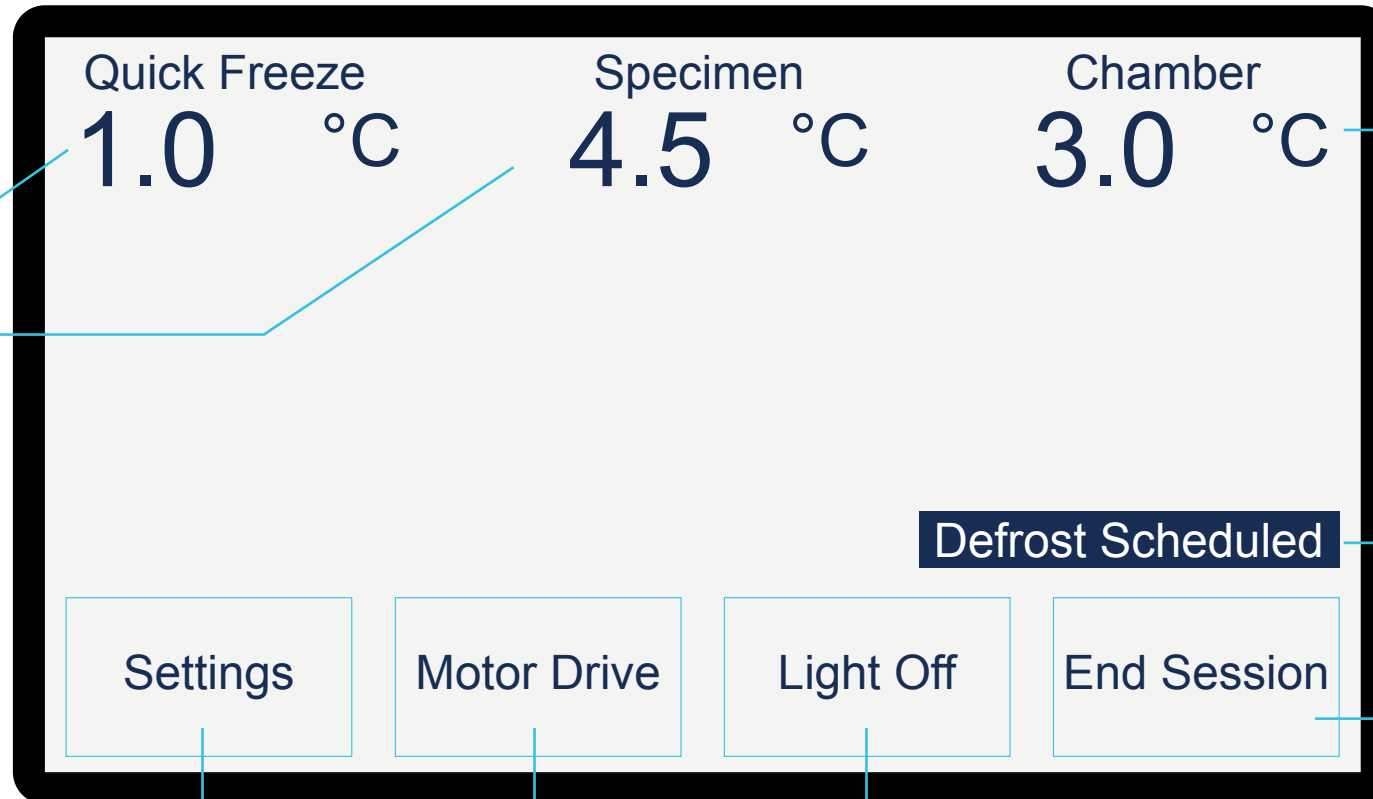 Quick Freeze Specimen Chamber
1.0 °C 4.5 °C 3.0 °C
Defrost Scheduled
Settings Motor Drive Light Off End Session